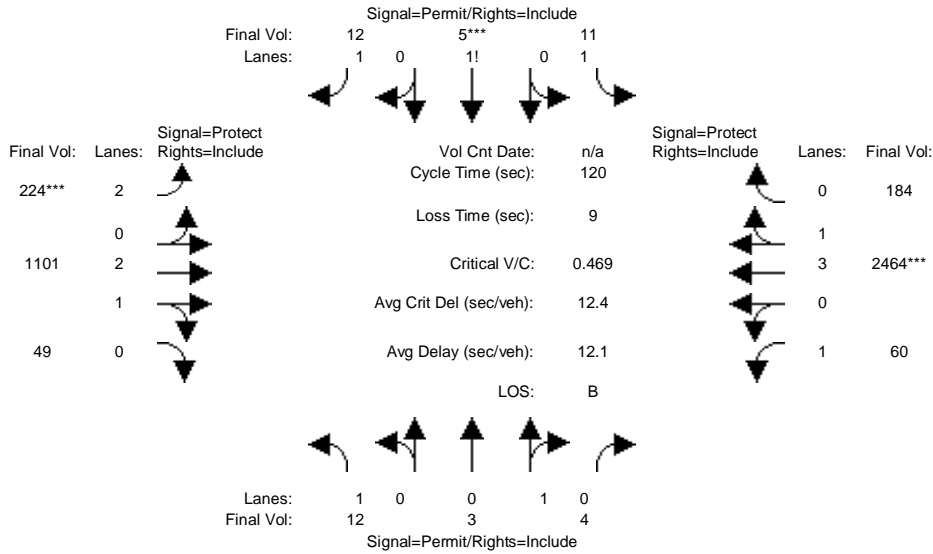 Signal=Permit/Rights=Include
Final Vol: 12 5*** 11
Lanes: 1 0 1! 0 1
Signal=Protect Signal=Protect
Final Vol: Lanes: Rights=Include Vol Cnt Date: n/a Rights=Include Lanes: Final Vol:
Cycle Time (sec): 120
224*** 2 0 184
Loss Time (sec): 9
0 1
1101 2 Critical V/C: 0.469 3 2464***
1 Avg Crit Del (sec/veh): 12.4 0
49 0 Avg Delay (sec/veh): 12.1 1 60
LOS: B
Lanes: 1 0 0 1 0
Final Vol: 12 3 4
Signal=Permit/Rights=Include